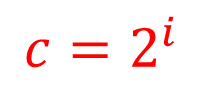 c = 2^i